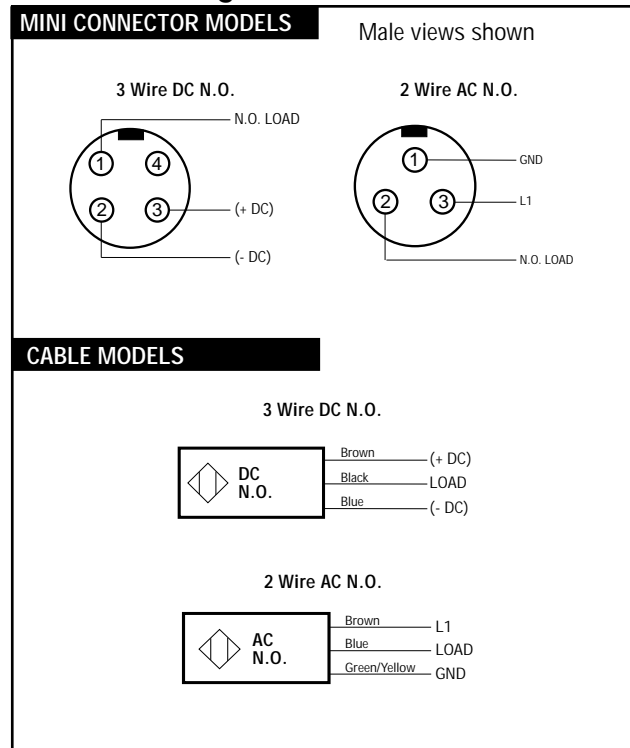 MINI CONNECTOR MODELS
Male views shown
3 Wire DC N.O.
N.O. LOAD
1
4
2
3
(+ DC)
(- DC)
2 Wire AC N.O.
1
GND
2
3
L1
N.O. LOAD
CABLE MODELS
3 Wire DC N.O.
DC
N.O.
Brown
(+ DC)
Black
LOAD
Blue
(- DC)
2 Wire AC N.O.
AC
N.O.
Brown
L1
Blue
LOAD
Green/Yellow
GND